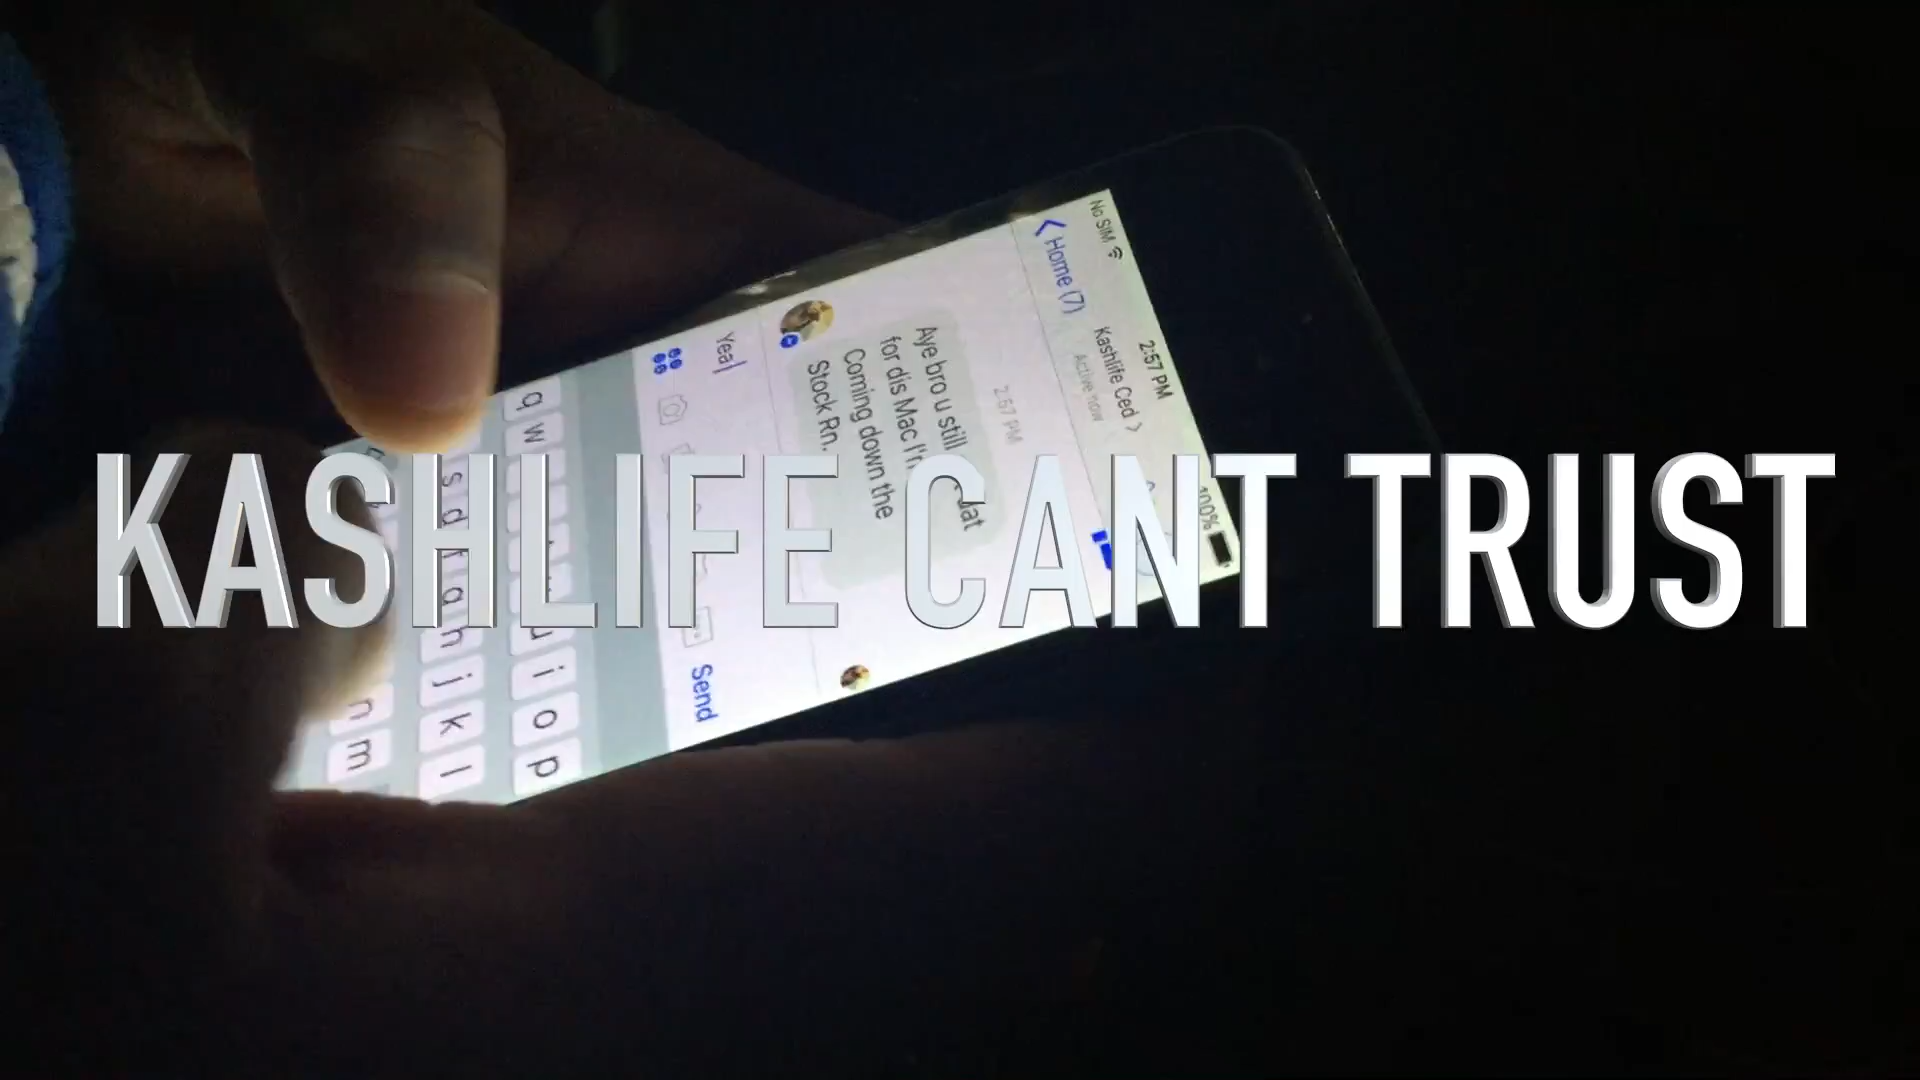 KASHLIFE CANT TRUST
No SIM
2:57 PM
100%
Home (7)
Kashlife Ced
Active now
2:57 PM
Aye bro u still
for dis Mac I'm
Coming down the
Stock Rn.
Yea
Send
q w u i o p
s d f g h j k l
n m